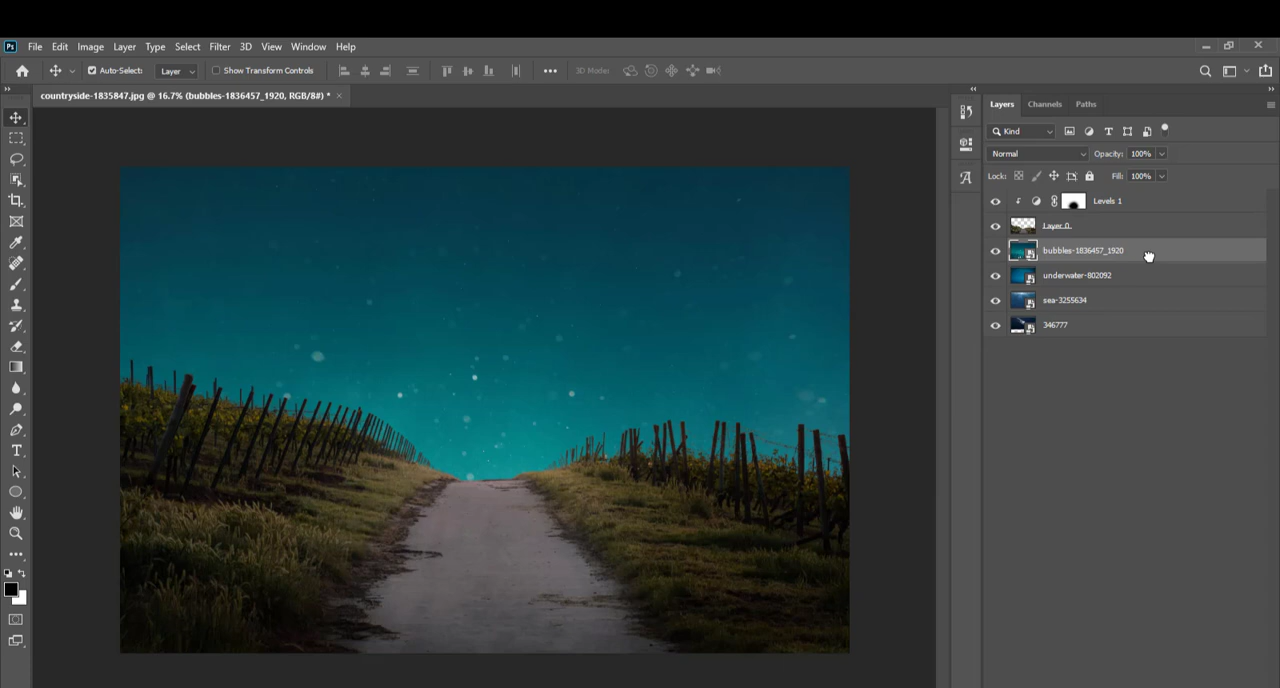 Ps File Edit Image Layer Type Select Filter 3D View Window Help
Auto-Select: Layer Show Transform Controls 3D Mode:
countryside-1835847.jpg @ 16.7% (bubbles-1836457_1920, RGB/8#) * ×
Layers Channels Paths
Kind
Normal Opacity: 100%
Lock: Fill: 100%
Levels 1
Layer 0
bubbles-1836457_1920
underwater-802092
sea-3255634
346777